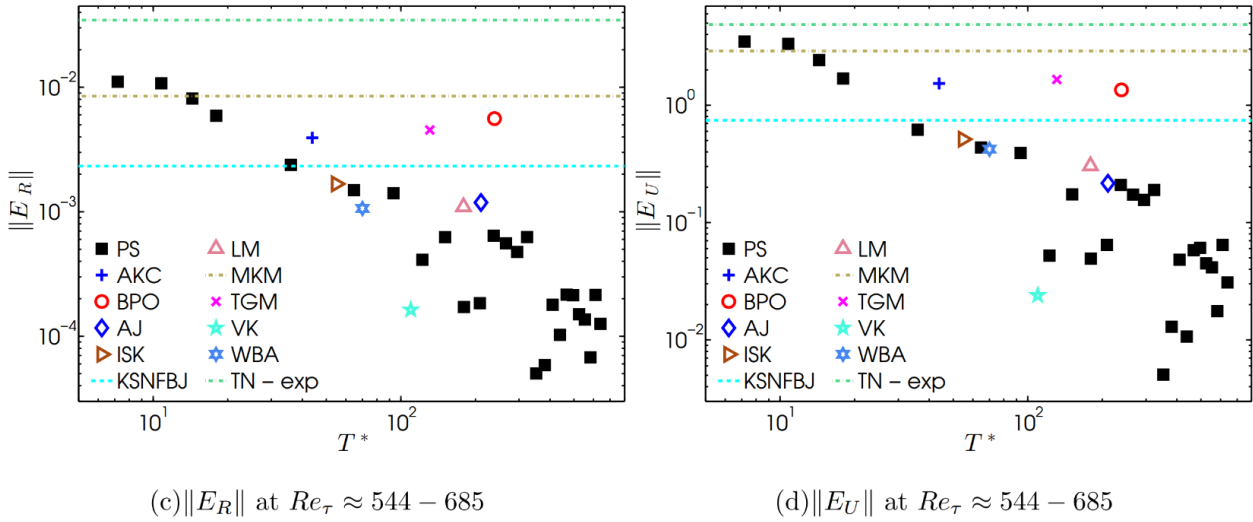 10^{-2}
10^{-3}
10^{-4}
‖E_R‖
PS
AKC
BPO
AJ
ISK
KSNFBJ
LM
MKM
TGM
VK
WBA
TN – exp
10^1
10^2
T*
(c)‖E_R‖ at Re_τ ≈ 544 – 685
10^0
10^{-1}
10^{-2}
‖E_U‖
PS
AKC
BPO
AJ
ISK
KSNFBJ
LM
MKM
TGM
VK
WBA
TN – exp
10^1
10^2
T*
(d)‖E_U‖ at Re_τ ≈ 544 – 685